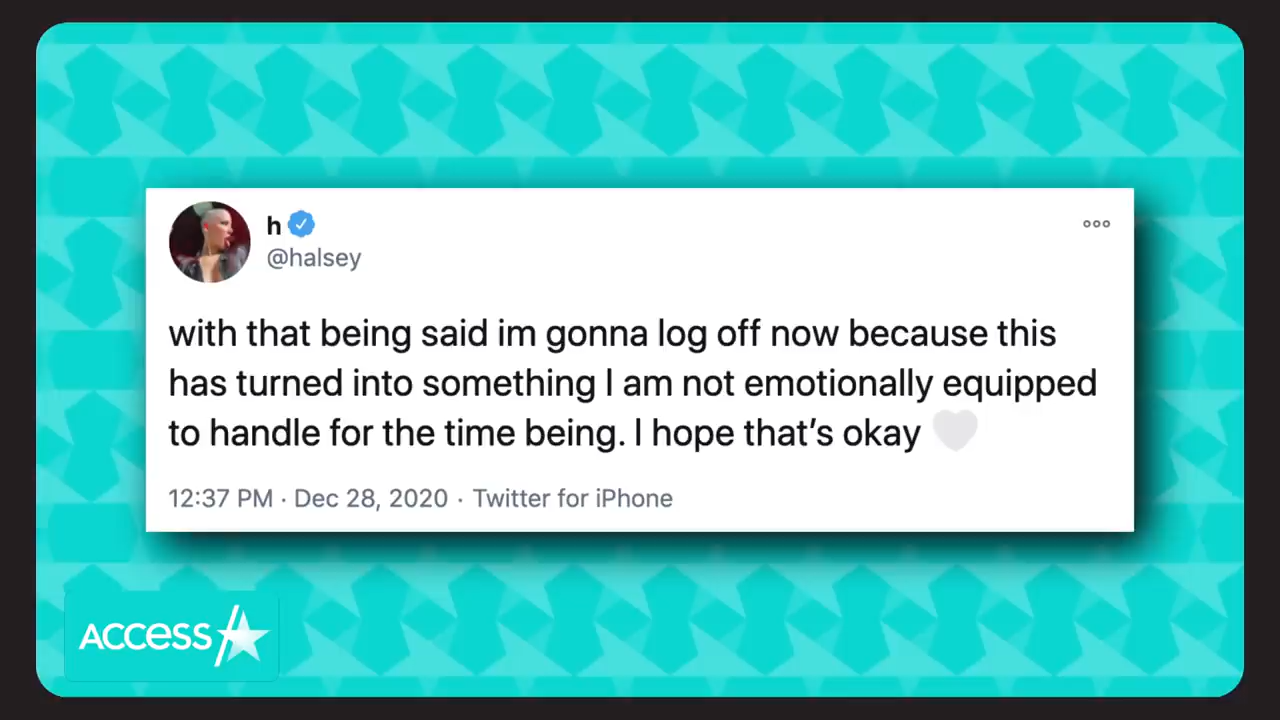 h
@halsey
with that being said im gonna log off now because this
has turned into something I am not emotionally equipped
to handle for the time being. I hope that’s okay 🤍
12:37 PM · Dec 28, 2020 · Twitter for iPhone
ACCESS